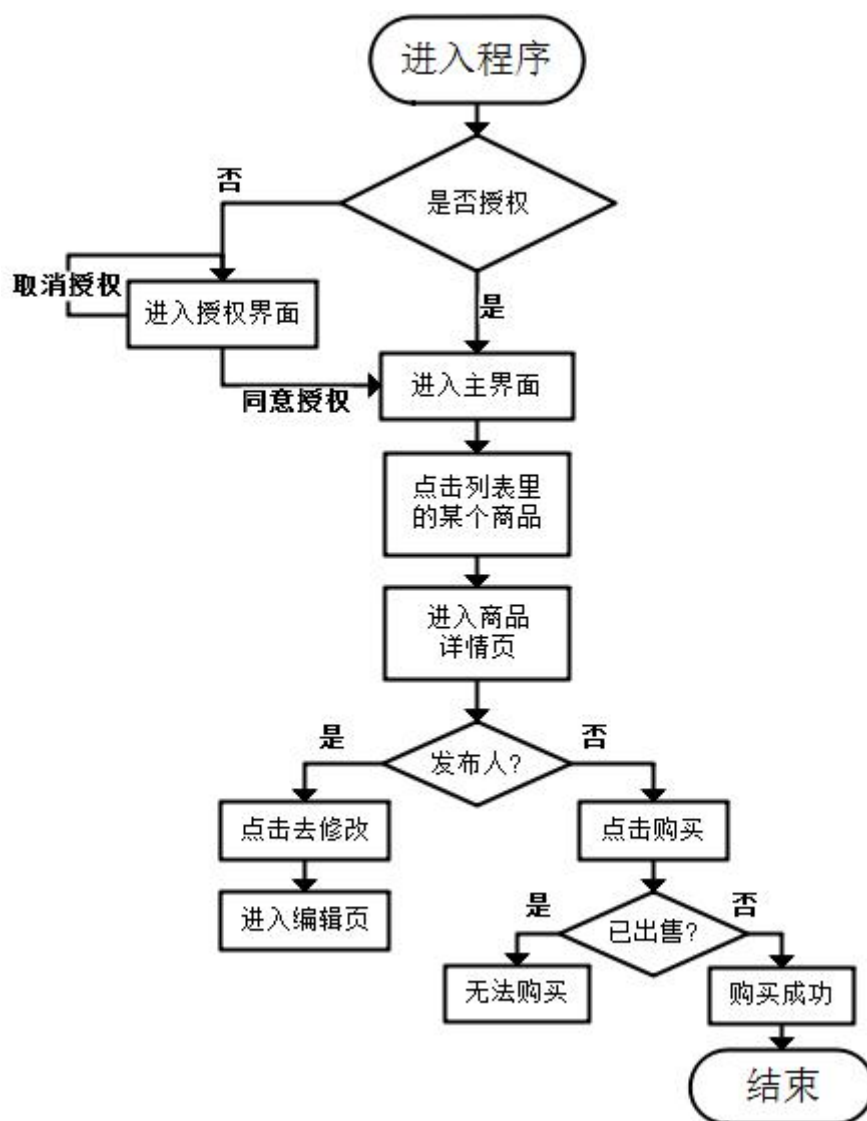 进入程序
否
是否授权
取消授权
进入授权界面
是
同意授权
进入主界面
点击列表里
的某个商品
进入商品
详情页
是
发布人?
否
点击去修改
点击购买
进入编辑页
是
已出售?
否
无法购买
购买成功
结束